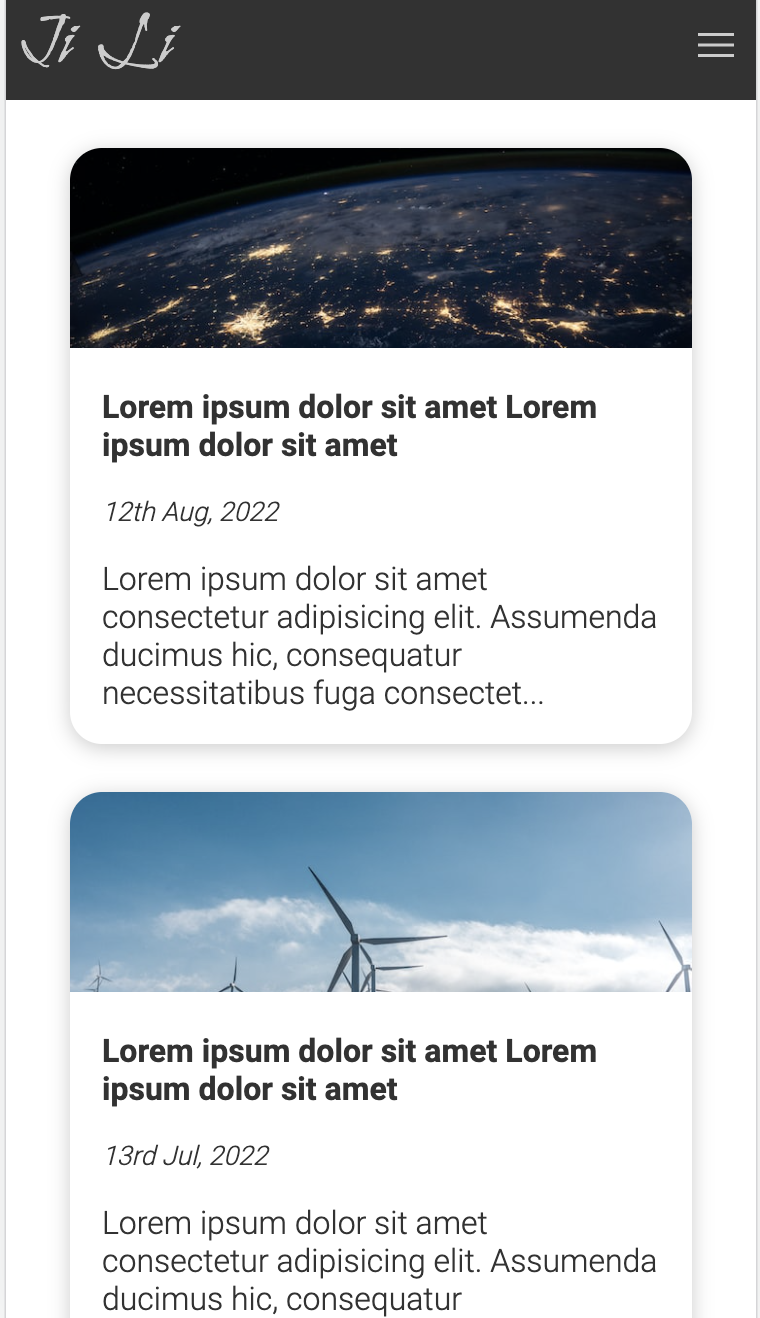 Ji Li
Lorem ipsum dolor sit amet Lorem
ipsum dolor sit amet
12th Aug, 2022
Lorem ipsum dolor sit amet
consectetur adipisicing elit. Assumenda
ducimus hic, consequatur
necessitatibus fuga consectet...
Lorem ipsum dolor sit amet Lorem
ipsum dolor sit amet
13rd Jul, 2022
Lorem ipsum dolor sit amet
consectetur adipisicing elit. Assumenda
ducimus hic, consequatur